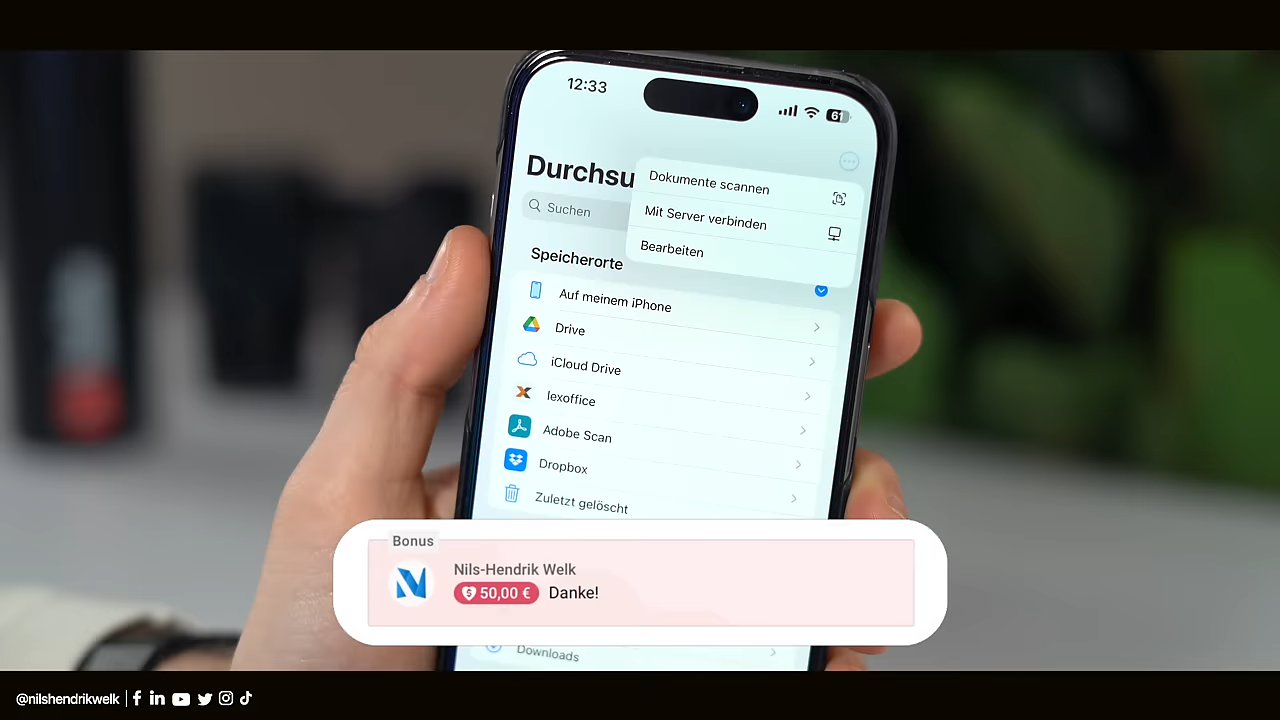 12:33
61
Durchsu
Suchen
Dokumente scannen
Mit Server verbinden
Bearbeiten
Speicherorte
Auf meinem iPhone
Drive
iCloud Drive
lexoffice
Adobe Scan
Dropbox
Zuletzt gelöscht
Bonus
Nils-Hendrik Welk
50,00 € Danke!
Downloads
@nilshendrikwelk